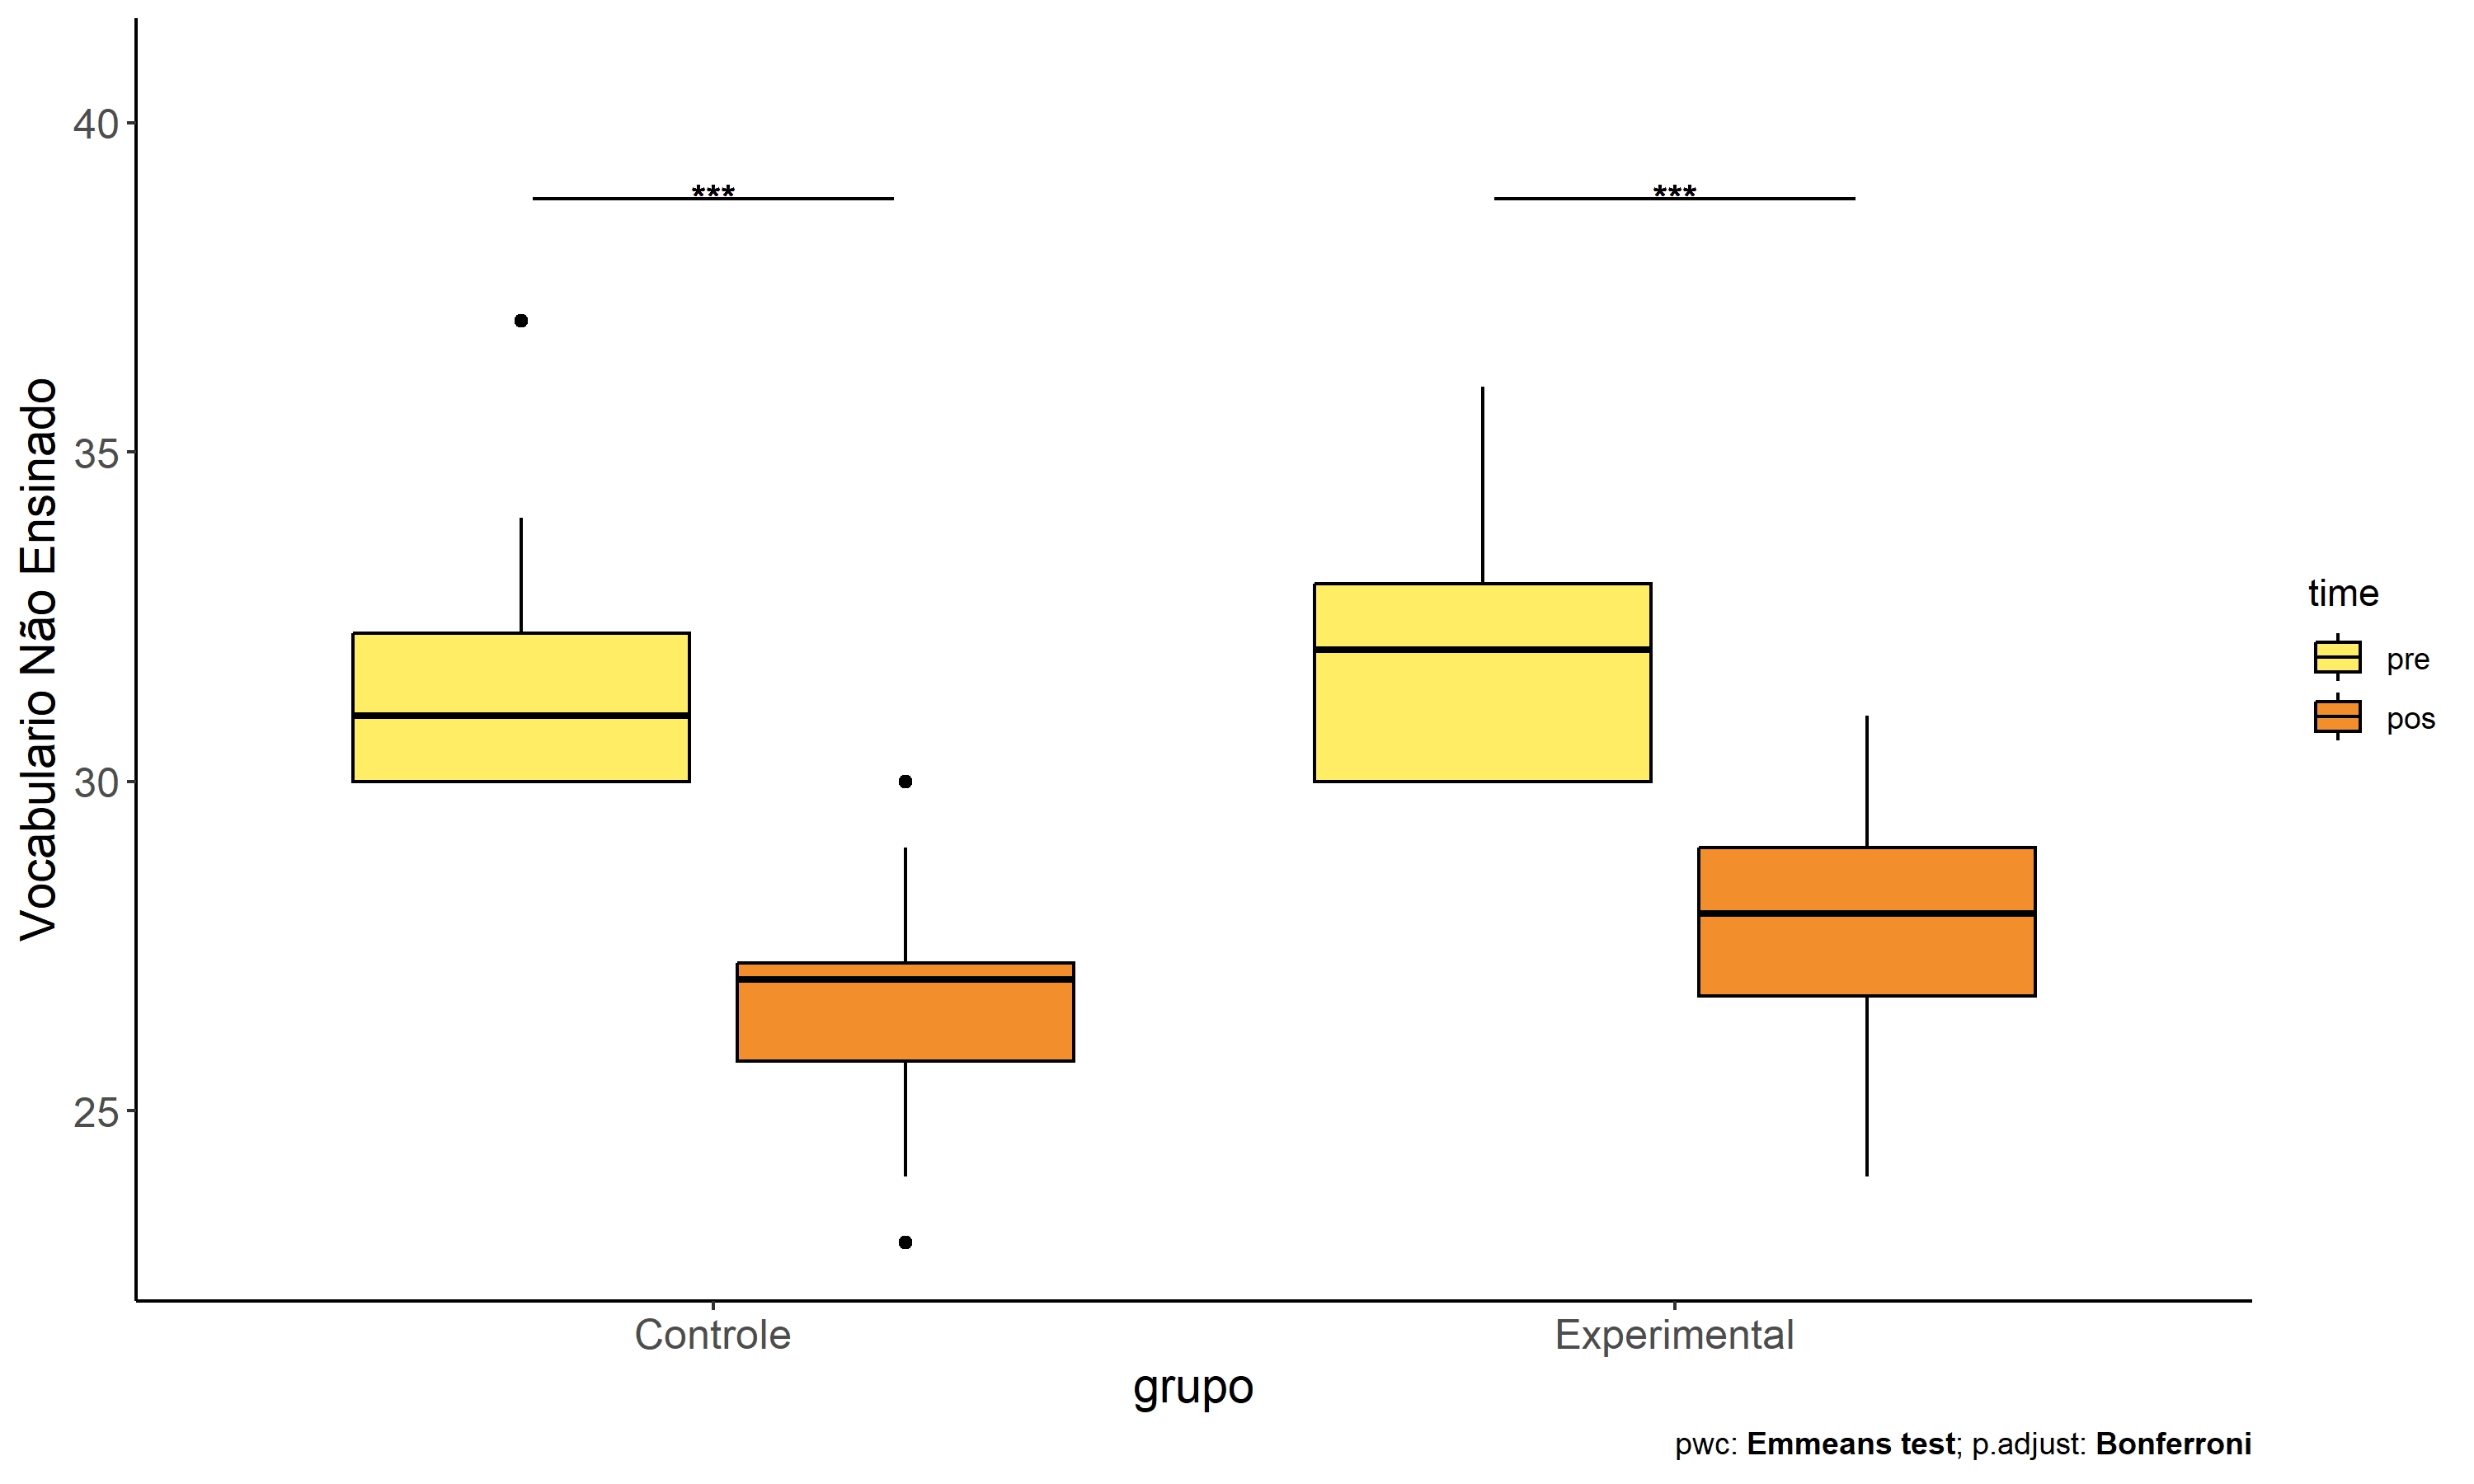 Vocabulario Não Ensinado
40
35
30
25
***
***
Controle
Experimental
grupo
time
pre
pos
pwc: Emmeans test; p.adjust: Bonferroni